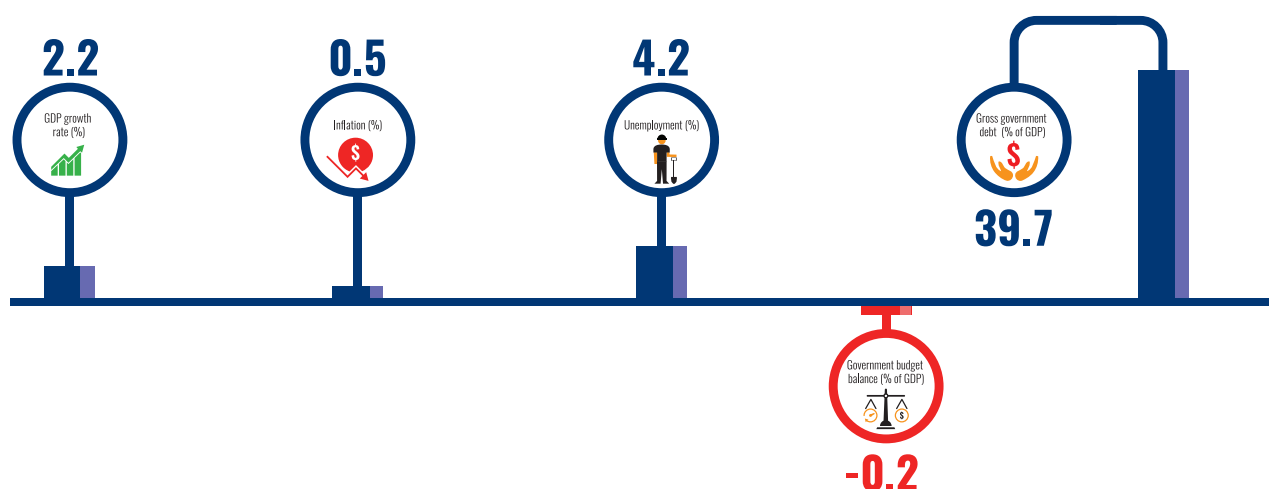 2.2
GDP growth
rate (%)
0.5
Inflation (%)
$
4.2
Unemployment (%)
Gross government
debt (% of GDP)
$
39.7
Government budget
balance (% of GDP)
$
-0.2